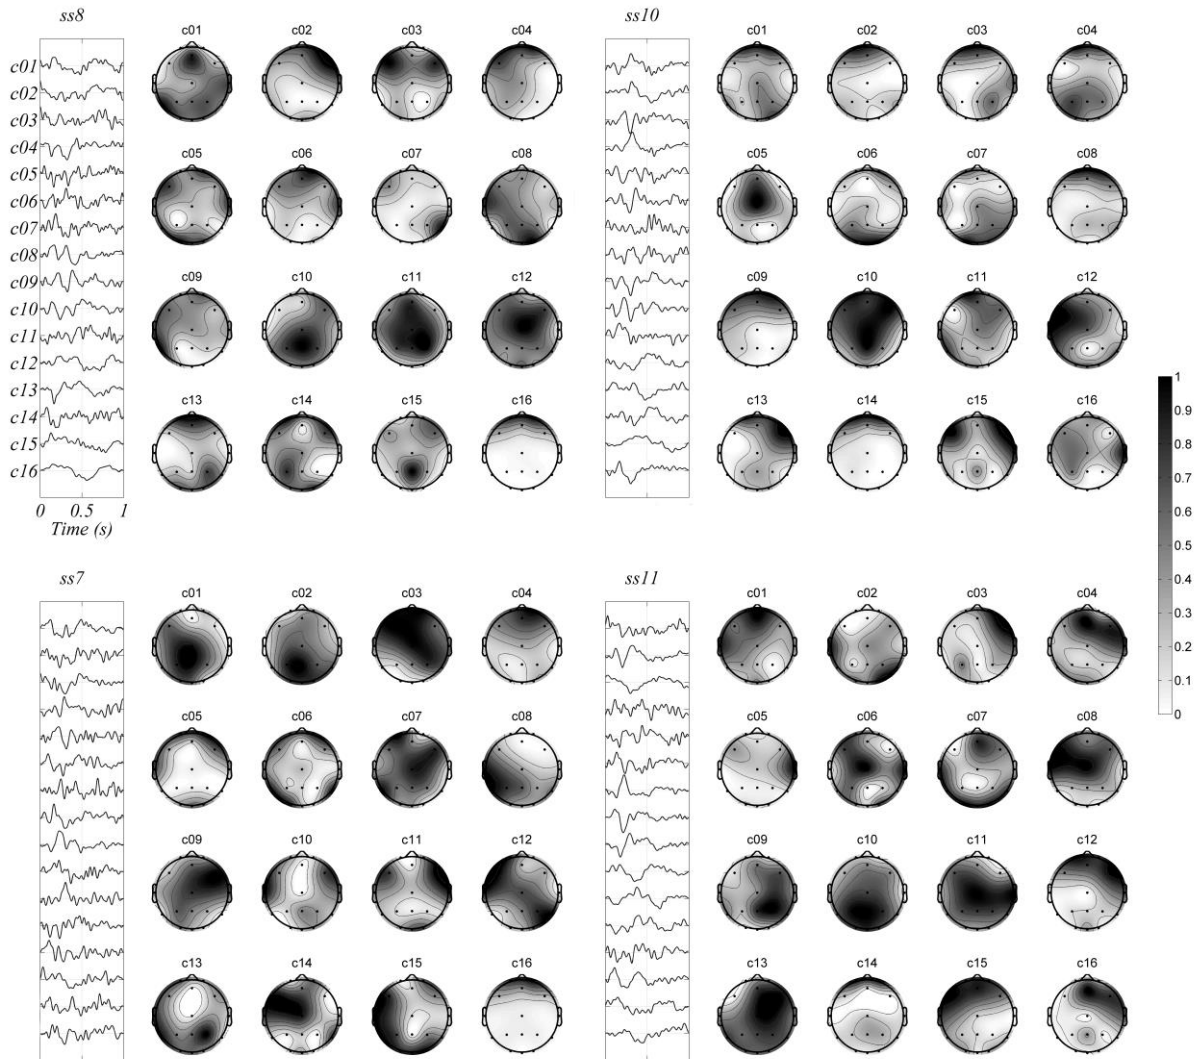 ss8
ss10
c01 c02 c03 c04
c01 c02 c03 c04
c01
c02
c03
c04
c05
c06
c07
c08
c09
c10
c11
c12
c13
c14
c15
c16
c05 c06 c07 c08
c05 c06 c07 c08
c09 c10 c11 c12
c09 c10 c11 c12
c13 c14 c15 c16
c13 c14 c15 c16
0 0.5 1
Time (s)
1
0.9
0.8
0.7
0.6
0.5
0.4
0.3
0.2
0.1
0
ss7
ss11
c01 c02 c03 c04
c01 c02 c03 c04
c05 c06 c07 c08
c05 c06 c07 c08
c09 c10 c11 c12
c09 c10 c11 c12
c13 c14 c15 c16
c13 c14 c15 c16